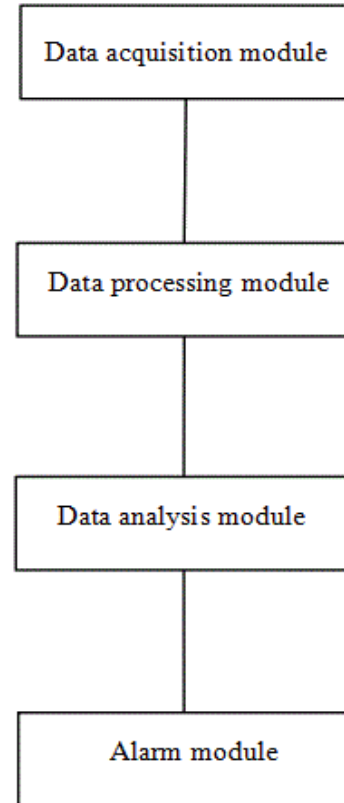 Data acquisition module
Data processing module
Data analysis module
Alarm module